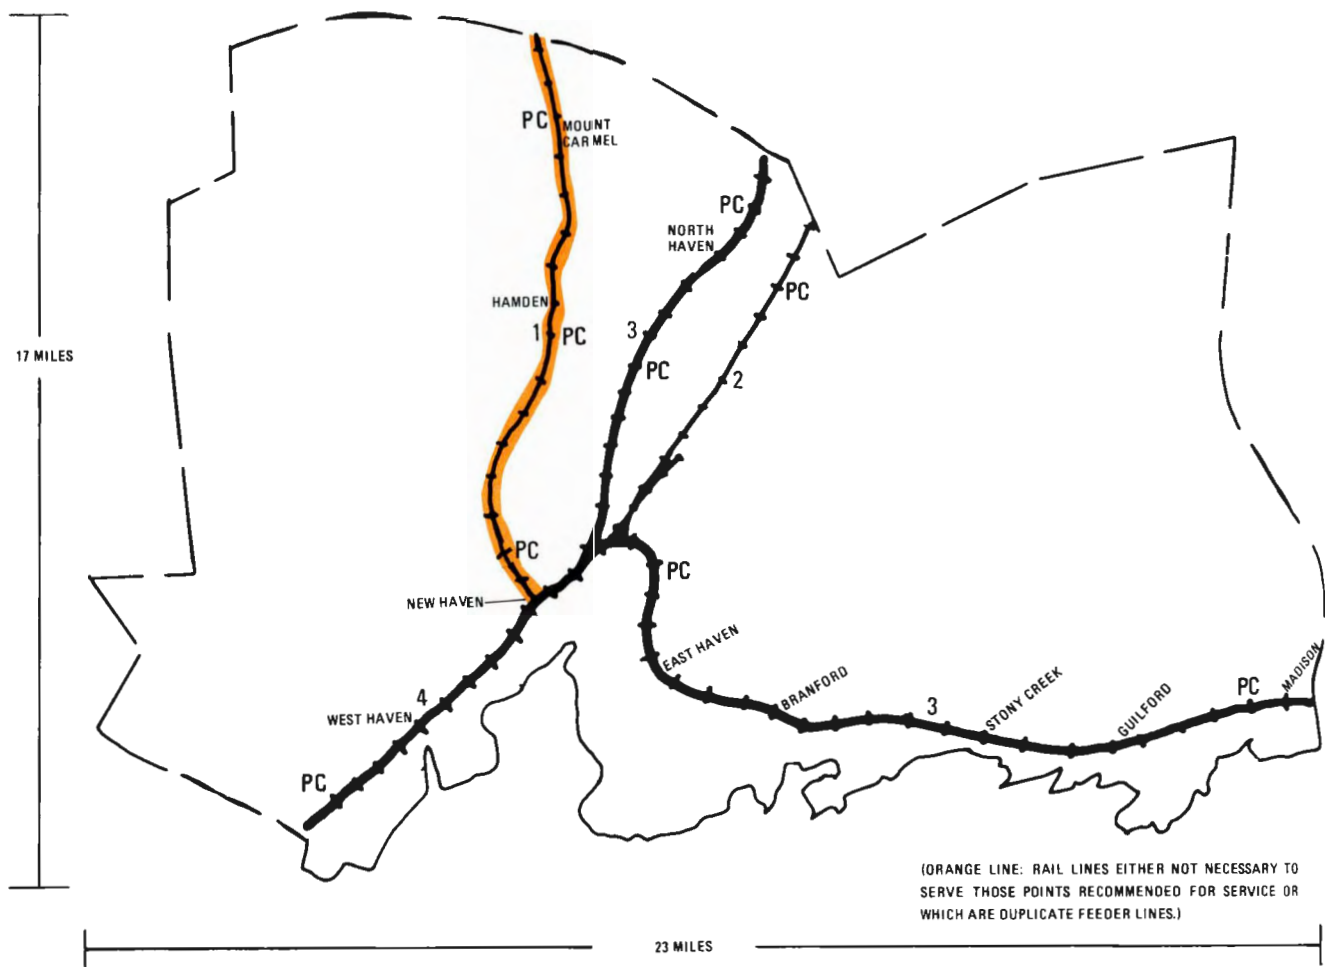 PC
MOUNT
CARMEL
PC
NORTH
HAVEN
PC
HAMDEN
1
PC
3
PC
2
17 MILES
PC
PC
NEW HAVEN
EAST HAVEN
BRANFORD
4
WEST HAVEN
3
STONY CREEK
GUILFORD
PC
MADISON
PC
(ORANGE LINE: RAIL LINES EITHER NOT NECESSARY TO
SERVE THOSE POINTS RECOMMENDED FOR SERVICE OR
WHICH ARE DUPLICATE FEEDER LINES.)
23 MILES